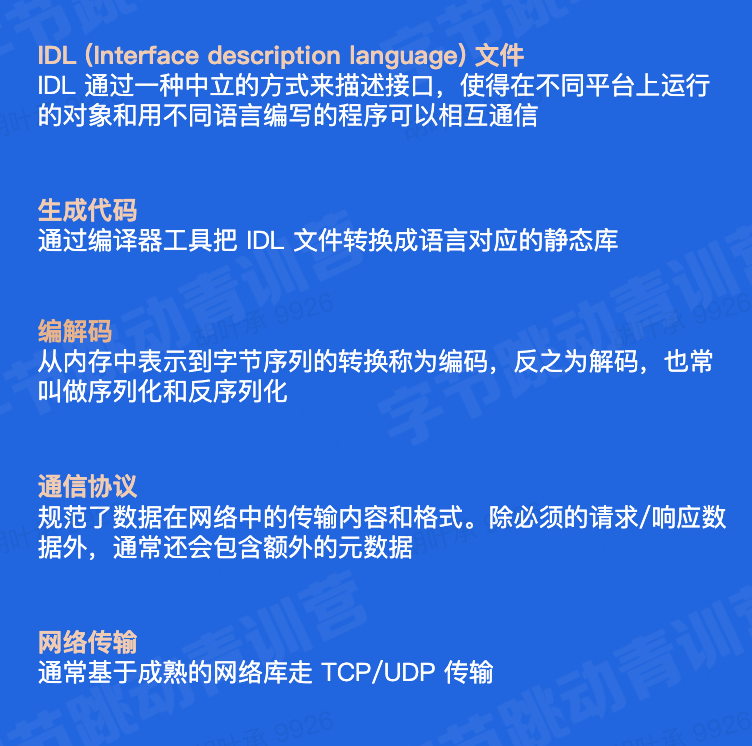 IDL (Interface description language) 文件
IDL 通过一种中立的方式来描述接口，使得在不同平台上运行
的对象和用不同语言编写的程序可以相互通信
生成代码
通过编译器工具把 IDL 文件转换成语言对应的静态库
编解码
从内存中表示到字节序列的转换称为编码，反之为解码，也常
叫做序列化和反序列化
通信协议
规范了数据在网络中的传输内容和格式。除必须的请求/响应数
据外，通常还会包含额外的元数据
网络传输
通常基于成熟的网络库走 TCP/UDP 传输
字节跳动青训营